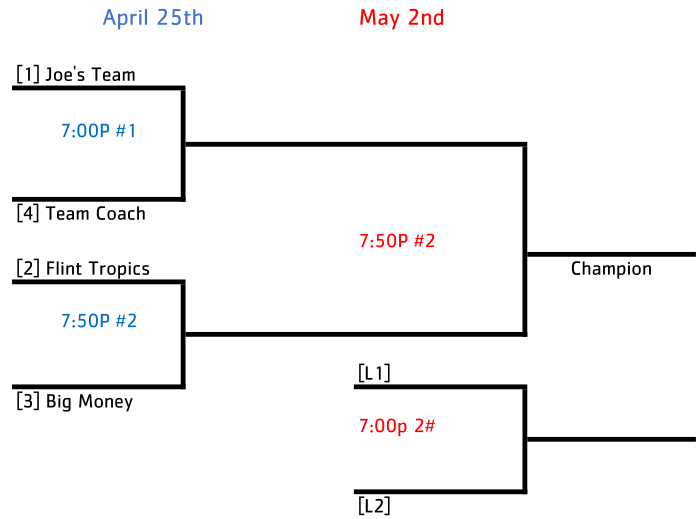 April 25th
May 2nd
[1] Joe's Team
7:00P #1
[4] Team Coach
7:50P #2
[2] Flint Tropics
Champion
7:50P #2
[L1]
[3] Big Money
7:00p 2#
[L2]